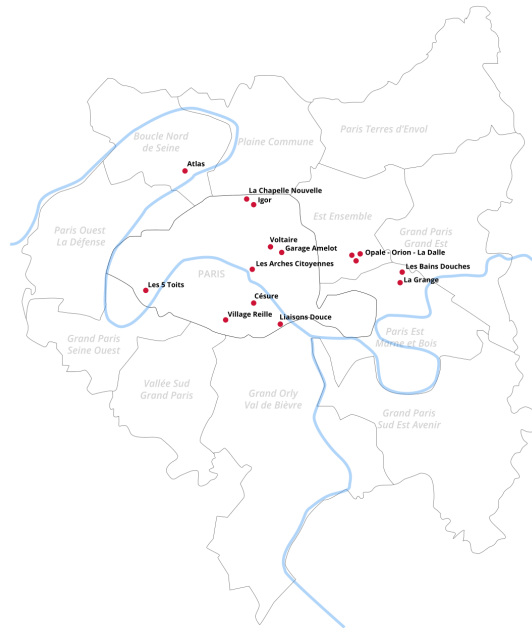 Boucle Nord
de Seine
Plaine Commune
Paris Terres d'Envol
Atlas
La Chapelle Nouvelle
Igor
Est Ensemble
Paris Ouest
La Défense
Grand Paris
Grand Est
Voltaire
Garage Amelot
Opale - Orion - La Dalle
Les Arches Citoyennes
Les Bains Douches
PARIS
La Grange
Les 5 Toits
Césure
Village Reille
Liaisons Douce
Paris Est
Marne et Bois
Grand Paris
Seine Ouest
Vallée Sud
Grand Paris
Grand Orly
Val de Bièvre
Grand Paris
Sud Est Avenir